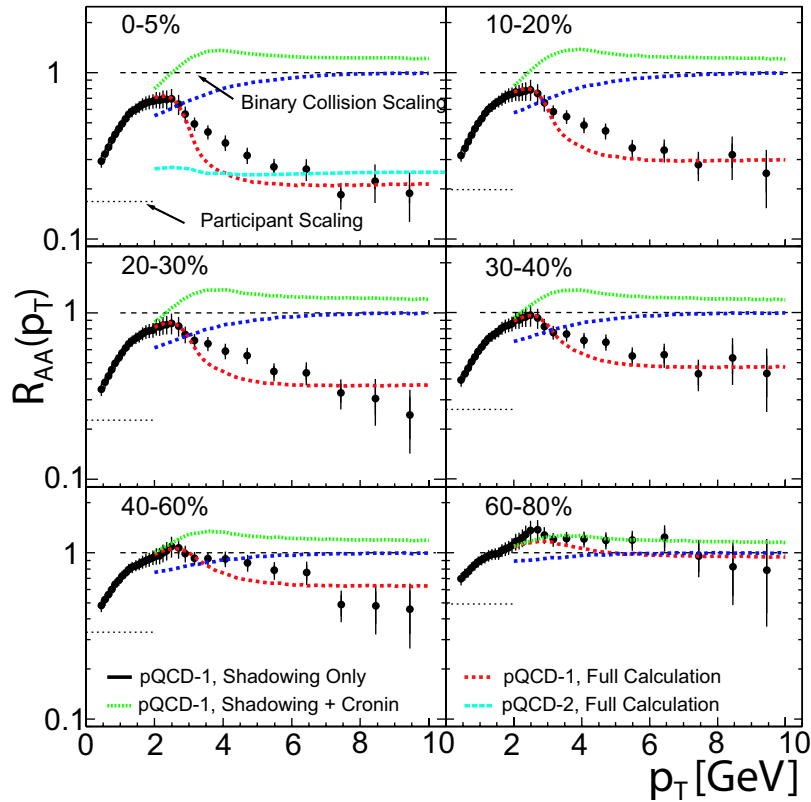 0-5%
10-20%
1
Binary Collision Scaling
Participant Scaling
0.1
20-30%
30-40%
1
R_AA(p_T)
0.1
40-60%
60-80%
1
pQCD-1, Shadowing Only
pQCD-1, Full Calculation
pQCD-1, Shadowing + Cronin
pQCD-2, Full Calculation
0.1
0 2 4 6 8 10 2 4 6 8 10
p_T [GeV]